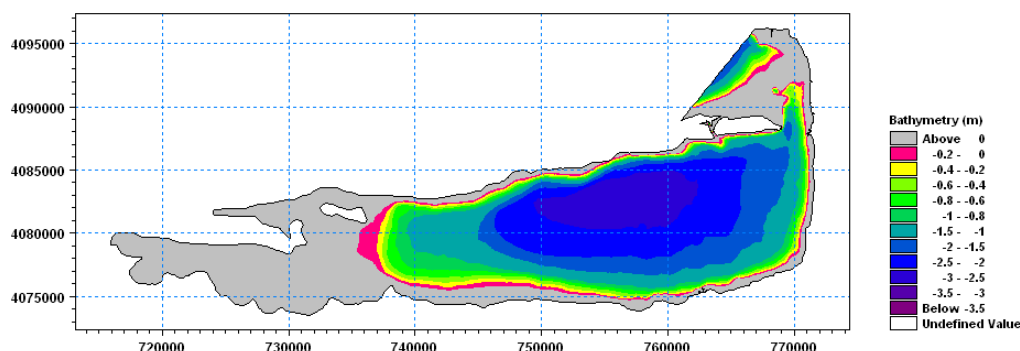 4095000
4090000
4085000
4080000
4075000
720000 730000 740000 750000 760000 770000
Bathymetry (m)
Above 0
-0.2 - 0
-0.4 - -0.2
-0.6 - -0.4
-0.8 - -0.6
-1 - -0.8
-1.5 - -1
-2 - -1.5
-2.5 - -2
-3 - -2.5
-3.5 - -3
Below -3.5
Undefined Value